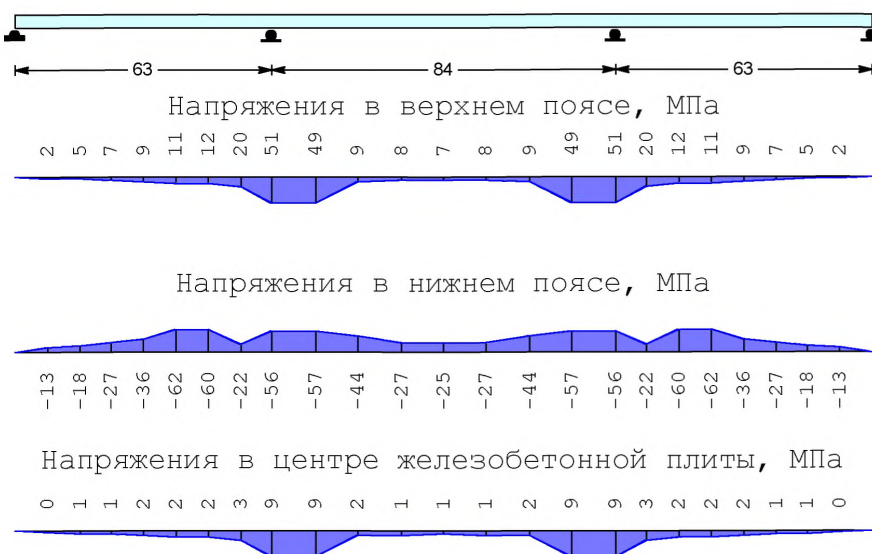 63 84 63
Напряжения в верхнем поясе, МПа
2 5 7 9 11 12 20 51 49 9 8 7 8 9 49 51 20 12 11 9 7 5 2
Напряжения в нижнем поясе, МПа
-13 -18 -27 -36 -62 -60 -22 -56 -57 -44 -27 -25 -27 -44 -57 -56 -22 -60 -62 -36 -27 -18 -13
Напряжения в центре железобетонной плиты, МПа
0 1 1 2 2 2 3 9 9 2 1 1 1 2 9 9 3 2 2 2 1 1 0